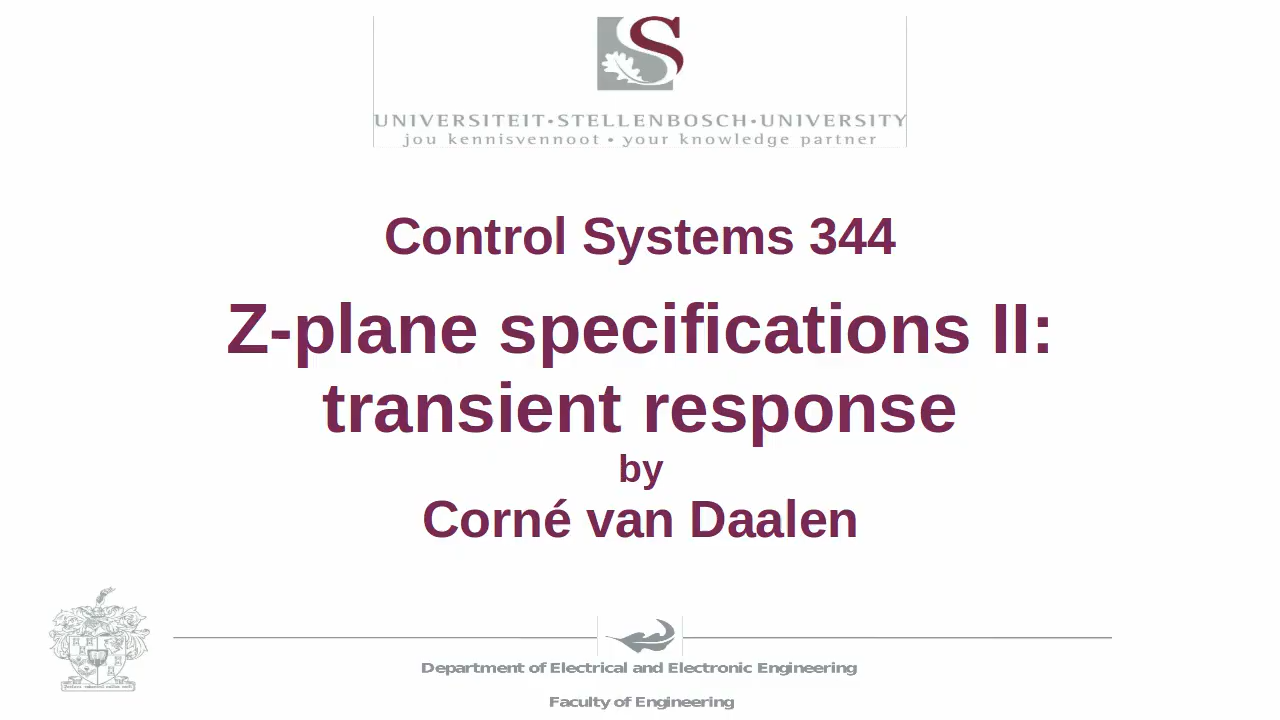 S
UNIVERSITEIT•STELLENBOSCH•UNIVERSITY
jou kennisvennoot • your knowledge partner
Control Systems 344
Z-plane specifications II:
transient response
by
Corné van Daalen
Department of Electrical and Electronic Engineering
Faculty of Engineering